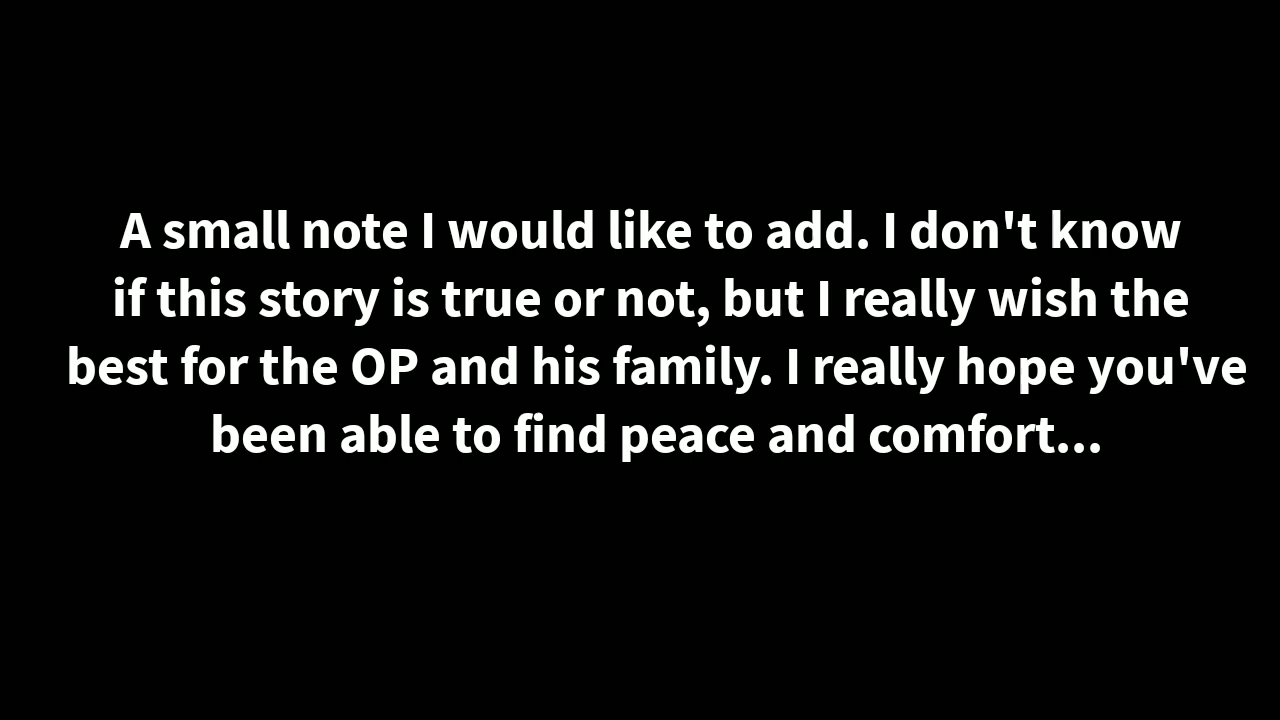 A small note I would like to add. I don't know
if this story is true or not, but I really wish the
best for the OP and his family. I really hope you've
been able to find peace and comfort...